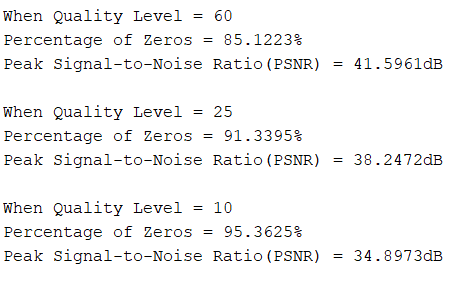 When Quality Level = 60
Percentage of Zeros = 85.1223%
Peak Signal-to-Noise Ratio(PSNR) = 41.5961dB
When Quality Level = 25
Percentage of Zeros = 91.3395%
Peak Signal-to-Noise Ratio(PSNR) = 38.2472dB
When Quality Level = 10
Percentage of Zeros = 95.3625%
Peak Signal-to-Noise Ratio(PSNR) = 34.8973dB